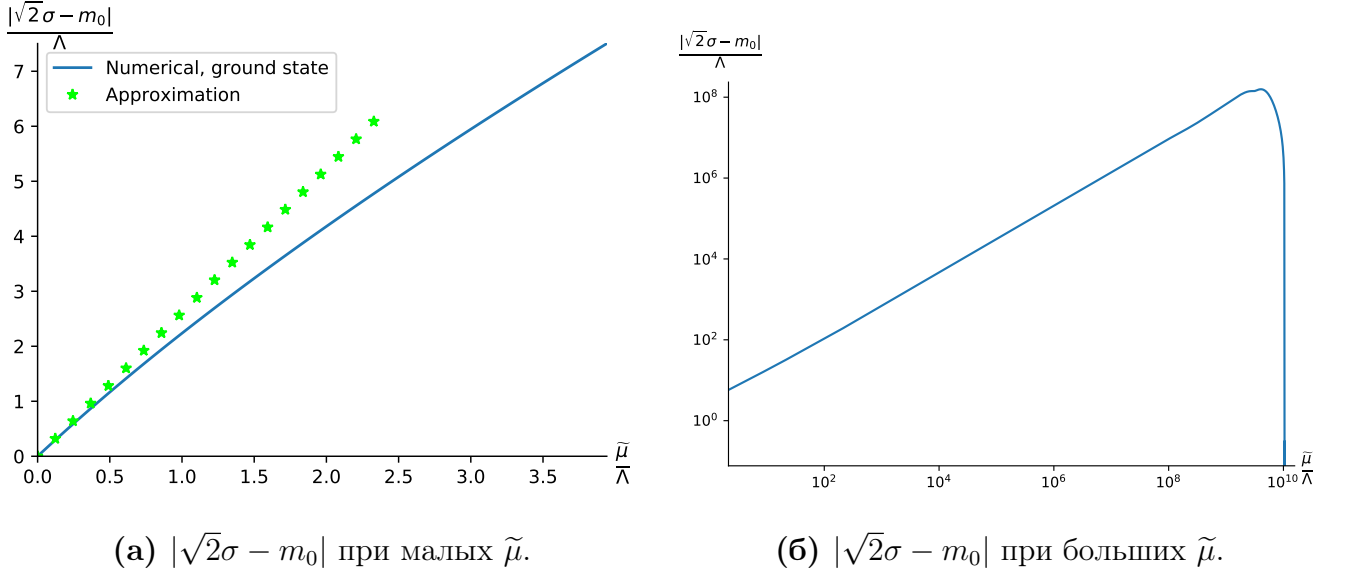 |√2σ − m₀|
Λ
7
6
5
4
3
2
1
0
Numerical, ground state
Approximation
0.0 0.5 1.0 1.5 2.0 2.5 3.0 3.5
μ̃
Λ
(а) |√2σ − m₀| при малых μ̃.
|√2σ − m₀|
Λ
10⁸
10⁶
10⁴
10²
10⁰
10² 10⁴ 10⁶ 10⁸ 10¹⁰
μ̃
Λ
(б) |√2σ − m₀| при больших μ̃.